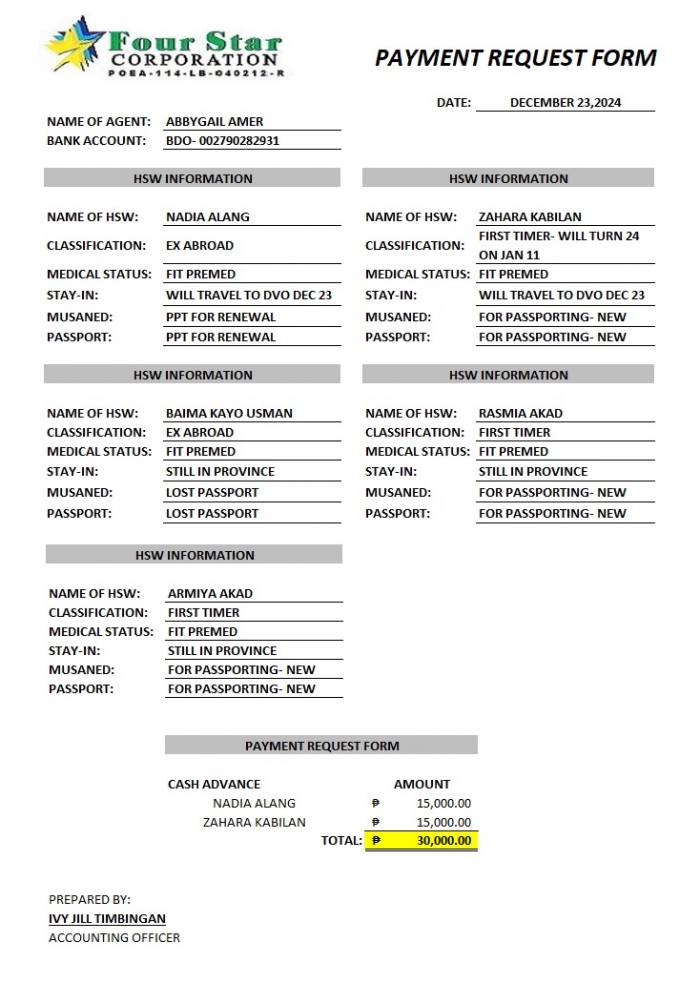 Four Star
CORPORATION
POEA-114-LB-040212-R
PAYMENT REQUEST FORM
DATE: DECEMBER 23,2024
NAME OF AGENT: ABBYGAIL AMER
BANK ACCOUNT: BDO- 002790282931
HSW INFORMATION
NAME OF HSW: NADIA ALANG
CLASSIFICATION: EX ABROAD
MEDICAL STATUS: FIT PREMED
STAY-IN: WILL TRAVEL TO DVO DEC 23
MUSANED: PPT FOR RENEWAL
PASSPORT: PPT FOR RENEWAL
HSW INFORMATION
NAME OF HSW: ZAHARA KABILAN
CLASSIFICATION: FIRST TIMER- WILL TURN 24
ON JAN 11
MEDICAL STATUS: FIT PREMED
STAY-IN: WILL TRAVEL TO DVO DEC 23
MUSANED: FOR PASSPORTING- NEW
PASSPORT: FOR PASSPORTING- NEW
HSW INFORMATION
NAME OF HSW: BAIMA KAYO USMAN
CLASSIFICATION: EX ABROAD
MEDICAL STATUS: FIT PREMED
STAY-IN: STILL IN PROVINCE
MUSANED: LOST PASSPORT
PASSPORT: LOST PASSPORT
HSW INFORMATION
NAME OF HSW: RASMIA AKAD
CLASSIFICATION: FIRST TIMER
MEDICAL STATUS: FIT PREMED
STAY-IN: STILL IN PROVINCE
MUSANED: FOR PASSPORTING- NEW
PASSPORT: FOR PASSPORTING- NEW
HSW INFORMATION
NAME OF HSW: ARMIYA AKAD
CLASSIFICATION: FIRST TIMER
MEDICAL STATUS: FIT PREMED
STAY-IN: STILL IN PROVINCE
MUSANED: FOR PASSPORTING- NEW
PASSPORT: FOR PASSPORTING- NEW
PAYMENT REQUEST FORM
CASH ADVANCE AMOUNT
NADIA ALANG ₱ 15,000.00
ZAHARA KABILAN ₱ 15,000.00
TOTAL: ₱ 30,000.00
PREPARED BY:
IVY JILL TIMBINGAN
ACCOUNTING OFFICER